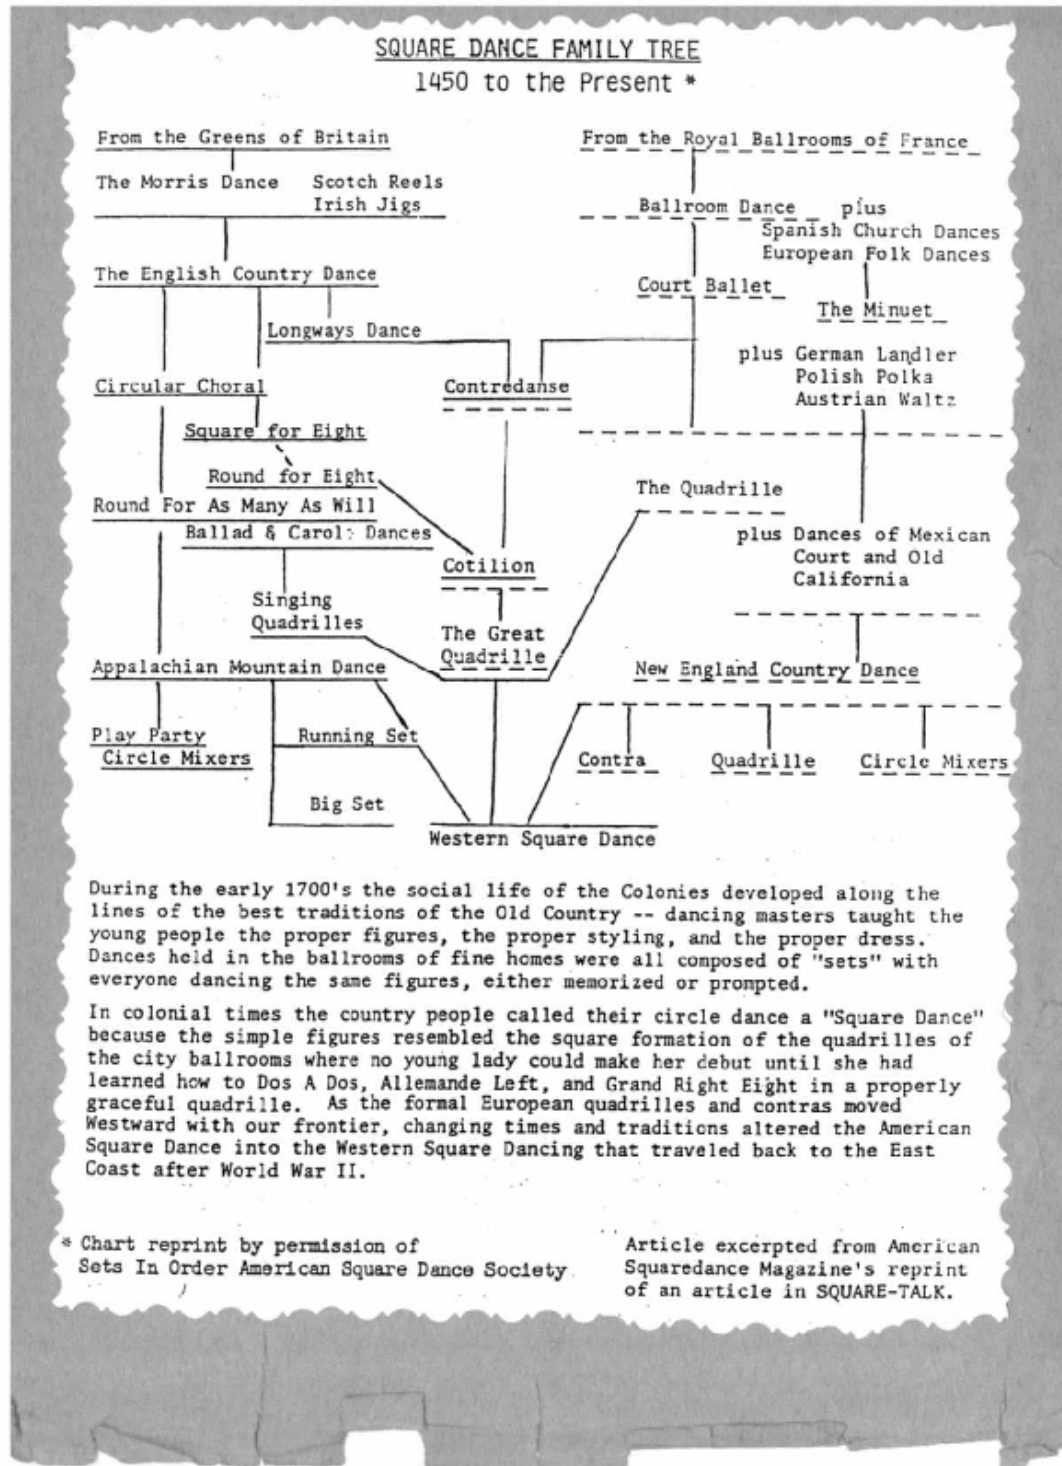 SQUARE DANCE FAMILY TREE
1450 to the Present *
From the Greens of Britain
From the Royal Ballrooms of France
The Morris Dance
Scotch Reels
Irish Jigs
Ballroom Dance plus
Spanish Church Dances
European Folk Dances
The English Country Dance
Court Ballet
The Minuet
Longways Dance
plus German Landler
Polish Polka
Austrian Waltz
Circular Choral
Contredanse
Square for Eight
Round for Eight
The Quadrille
Round For As Many As Will
Ballad & Carol Dances
plus Dances of Mexican
Court and Old
California
Cotilion
Singing
Quadrilles
The Great
Quadrille
Appalachian Mountain Dance
New England Country Dance
Play Party
Circle Mixers
Running Set
Contra
Quadrille
Circle Mixers
Big Set
Western Square Dance
During the early 1700's the social life of the Colonies developed along the
lines of the best traditions of the Old Country -- dancing masters taught the
young people the proper figures, the proper styling, and the proper dress.
Dances held in the ballrooms of fine homes were all composed of "sets" with
everyone dancing the same figures, either memorized or prompted.
In colonial times the country people called their circle dance a "Square Dance"
because the simple figures resembled the square formation of the quadrilles of
the city ballrooms where no young lady could make her debut until she had
learned how to Dos A Dos, Allemande Left, and Grand Right Eight in a properly
graceful quadrille. As the formal European quadrilles and contras moved
Westward with our frontier, changing times and traditions altered the American
Square Dance into the Western Square Dancing that traveled back to the East
Coast after World War II.
* Chart reprint by permission of
Sets In Order American Square Dance Society
Article excerpted from American
Squaredance Magazine's reprint
of an article in SQUARE-TALK.